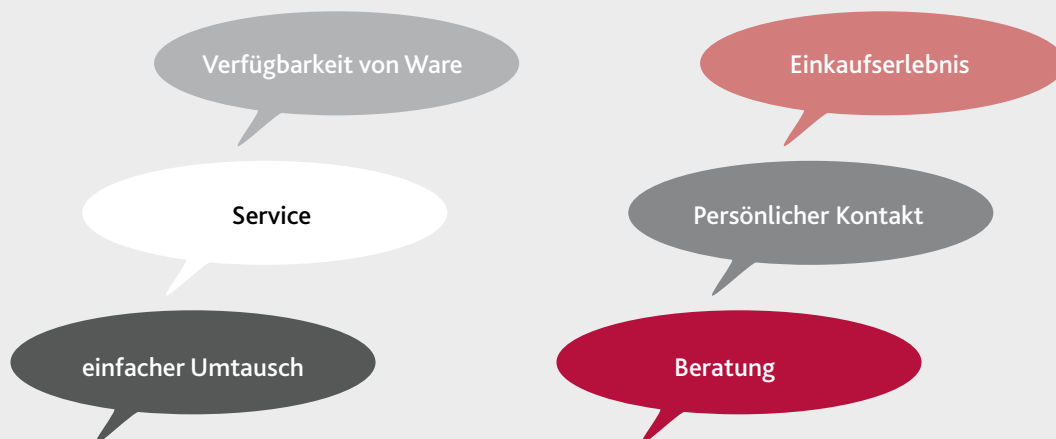 Verfügbarkeit von Ware
Einkaufserlebnis
Service
Persönlicher Kontakt
einfacher Umtausch
Beratung